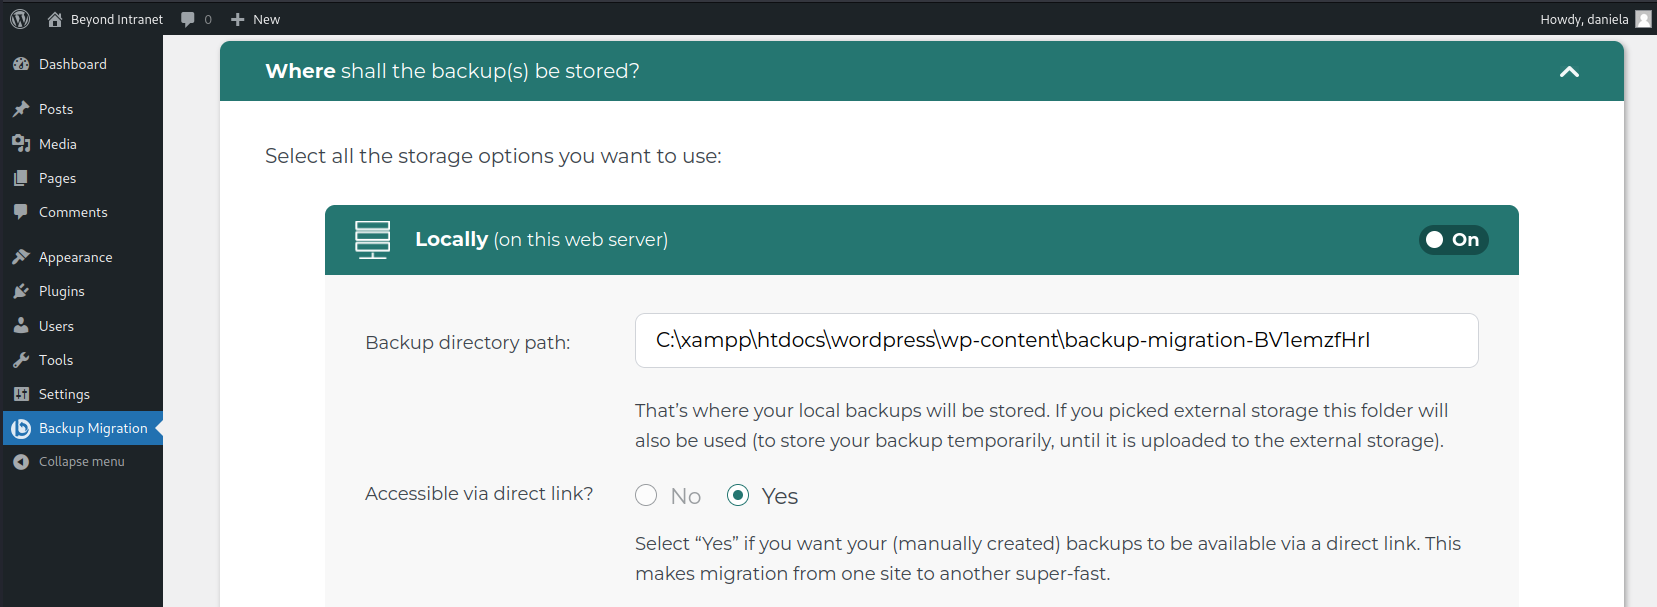 Beyond Intranet 0 New Howdy, daniela
Dashboard
Posts
Media
Pages
Comments
Appearance
Plugins
Users
Tools
Settings
Backup Migration
Collapse menu
Where shall the backup(s) be stored?
Select all the storage options you want to use:
Locally (on this web server) On
Backup directory path: C:\xampp\htdocs\wordpress\wp-content\backup-migration-BV1emzfHrI
That’s where your local backups will be stored. If you picked external storage this folder will
also be used (to store your backup temporarily, until it is uploaded to the external storage).
Accessible via direct link? No Yes
Select “Yes” if you want your (manually created) backups to be available via a direct link. This
makes migration from one site to another super-fast.